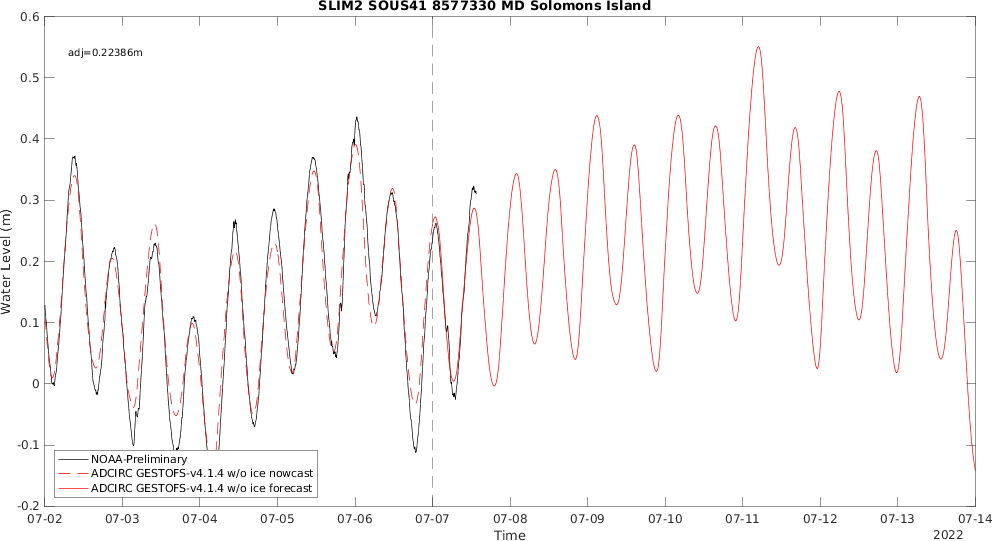 SLIM2 SOUS41 8577330 MD Solomons Island
adj=0.22386m
Water Level (m)
0.6
0.5
0.4
0.3
0.2
0.1
0
-0.1
-0.2
NOAA-Preliminary
ADCIRC GESTOFS-v4.1.4 w/o ice nowcast
ADCIRC GESTOFS-v4.1.4 w/o ice forecast
07-02 07-03 07-04 07-05 07-06 07-07 07-08 07-09 07-10 07-11 07-12 07-13 07-14
Time
2022